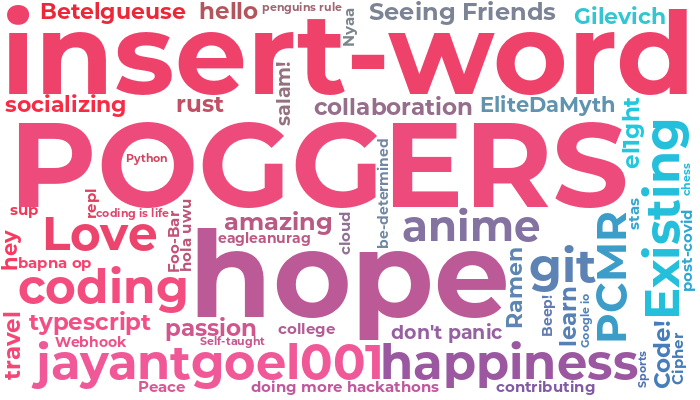 Betelgueuse
hello
penguins rule
Nyaa
Seeing Friends
Gilevich
insert-word
socializing
rust
salam!
collaboration
EliteDaMyth
el1ght
POGGERS
Python
be-determined
Existing
chess
sup
repl
coding is life
hola uwu
Foo-Bar
amazing
cloud
anime
PCMR
stas
post-covid
hey
Love
eagleanurag
bapna op
hope
Ramen
git
coding
Beep!
learn
Google io
travel
typescript
passion
college
don't panic
Code!
Cipher
Webhook
Self-taught
jayantgoel001
happiness
Sports
Peace
doing more hackathons
contributing